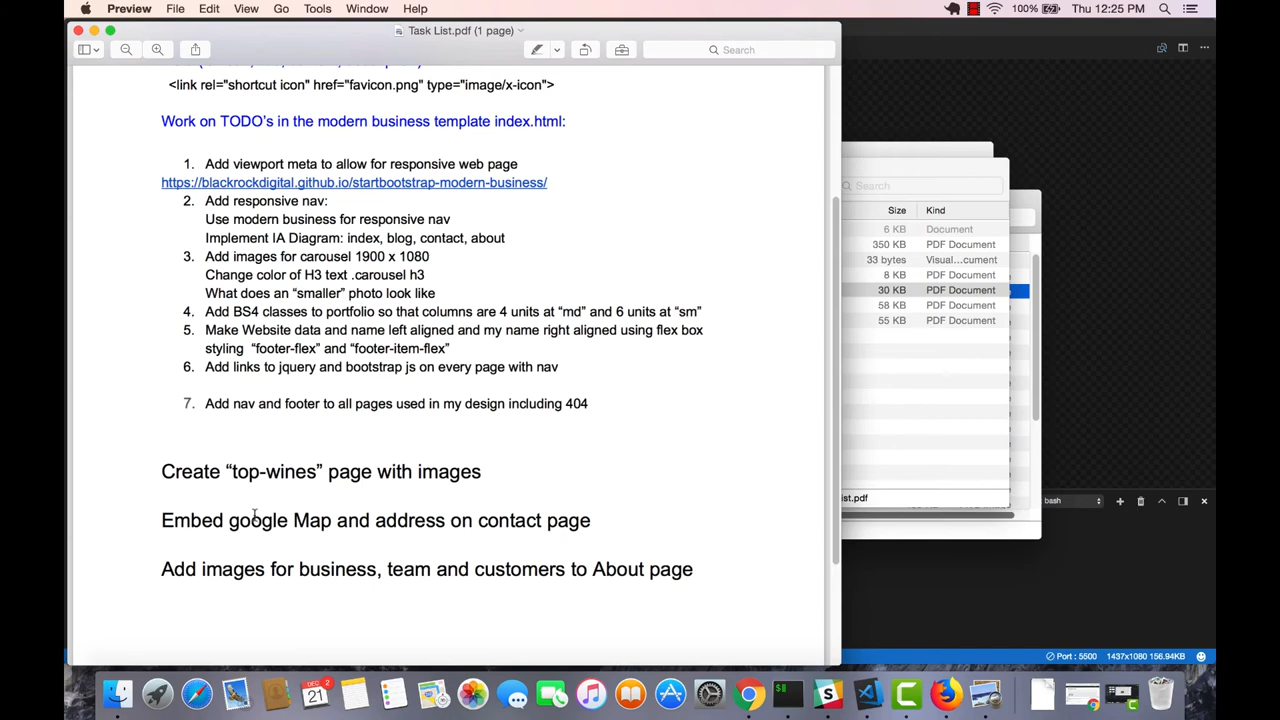 Preview File Edit View Go Tools Window Help
100% Thu 12:25 PM
Task List.pdf (1 page)
Search
<link rel="shortcut icon" href="favicon.png" type="image/x-icon">
Work on TODO’s in the modern business template index.html:
1. Add viewport meta to allow for responsive web page
https://blackrockdigital.github.io/startbootstrap-modern-business/
2. Add responsive nav:
Use modern business for responsive nav
Implement IA Diagram: index, blog, contact, about
3. Add images for carousel 1900 x 1080
Change color of H3 text .carousel h3
What does an “smaller” photo look like
4. Add BS4 classes to portfolio so that columns are 4 units at “md” and 6 units at “sm”
5. Make Website data and name left aligned and my name right aligned using flex box
styling “footer-flex” and “footer-item-flex”
6. Add links to jquery and bootstrap js on every page with nav
7. Add nav and footer to all pages used in my design including 404
Create “top-wines” page with images
Embed google Map and address on contact page
Add images for business, team and customers to About page
Search
Size Kind
6 KB Document
350 KB PDF Document
33 bytes Visual...cument
8 KB PDF Document
30 KB PDF Document
58 KB PDF Document
55 KB PDF Document
ist.pdf
bash
Port : 5500 1437x1080 156.94KB
DEC
21
2